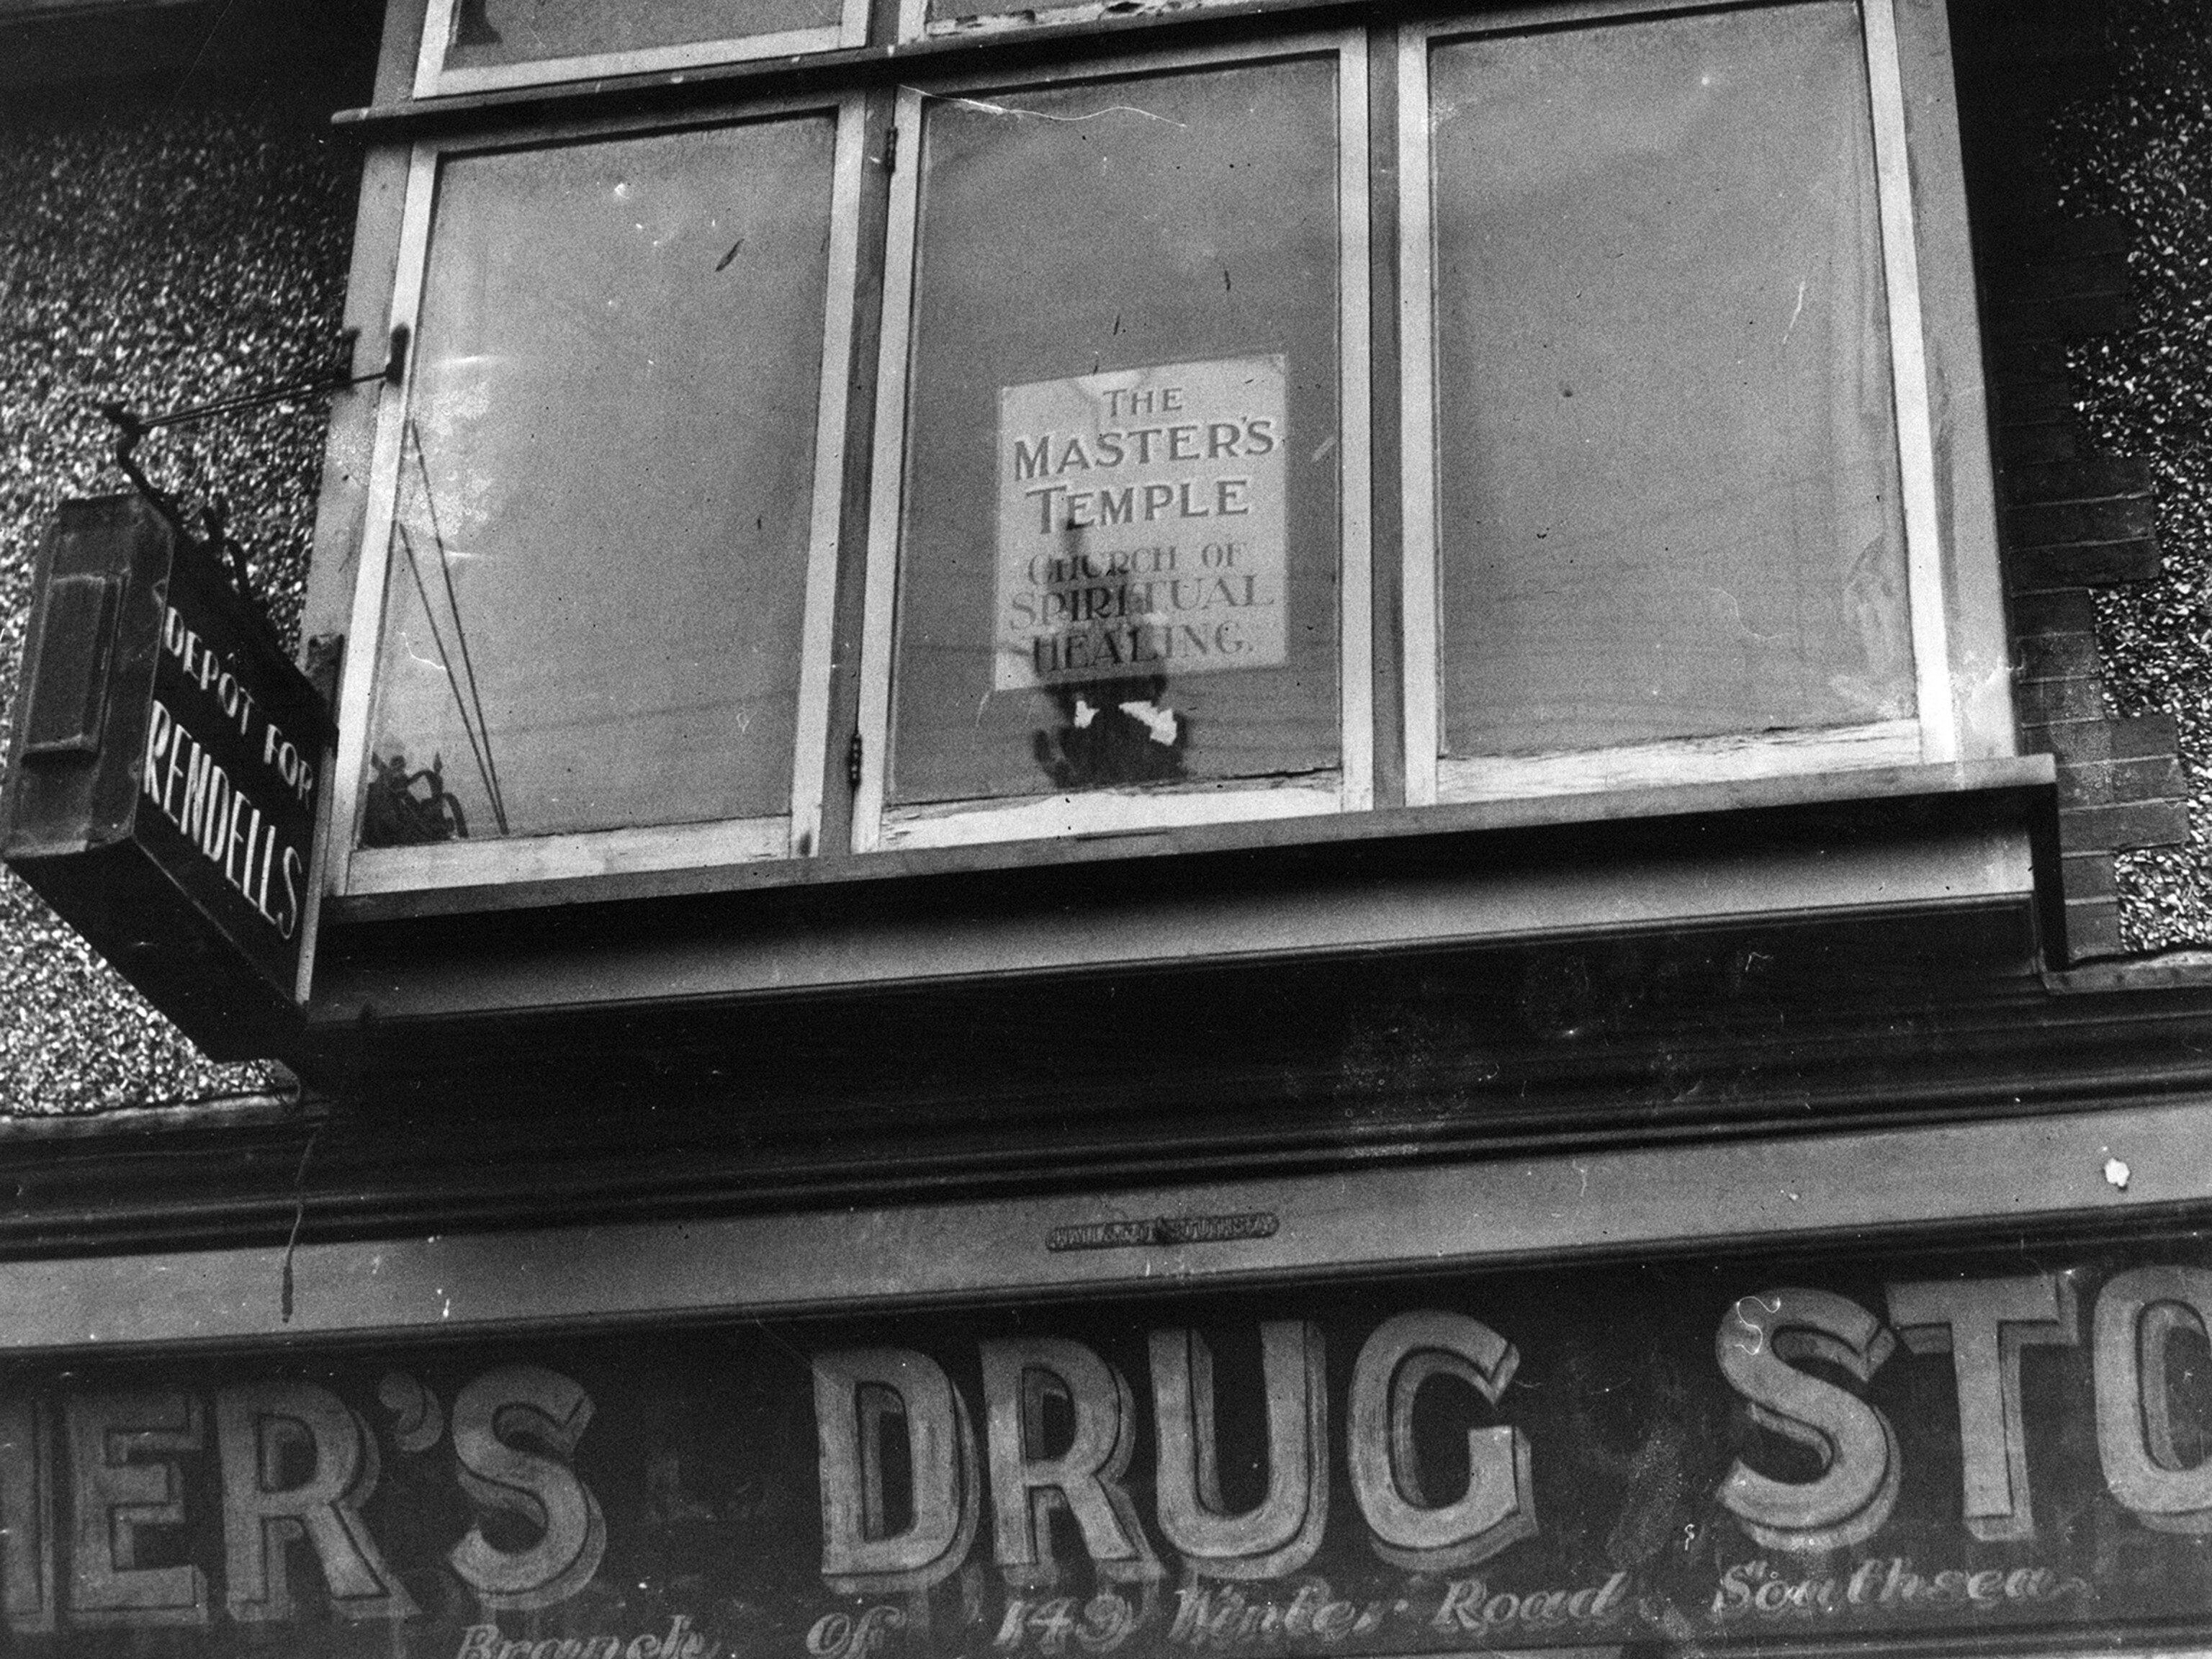 THE
MASTER'S
TEMPLE
CHURCH OF
SPIRITUAL
HEALING.
DEPOT FOR
RENDELLS
ER'S DRUG STO
Branch of 149 Winter Road Southsea